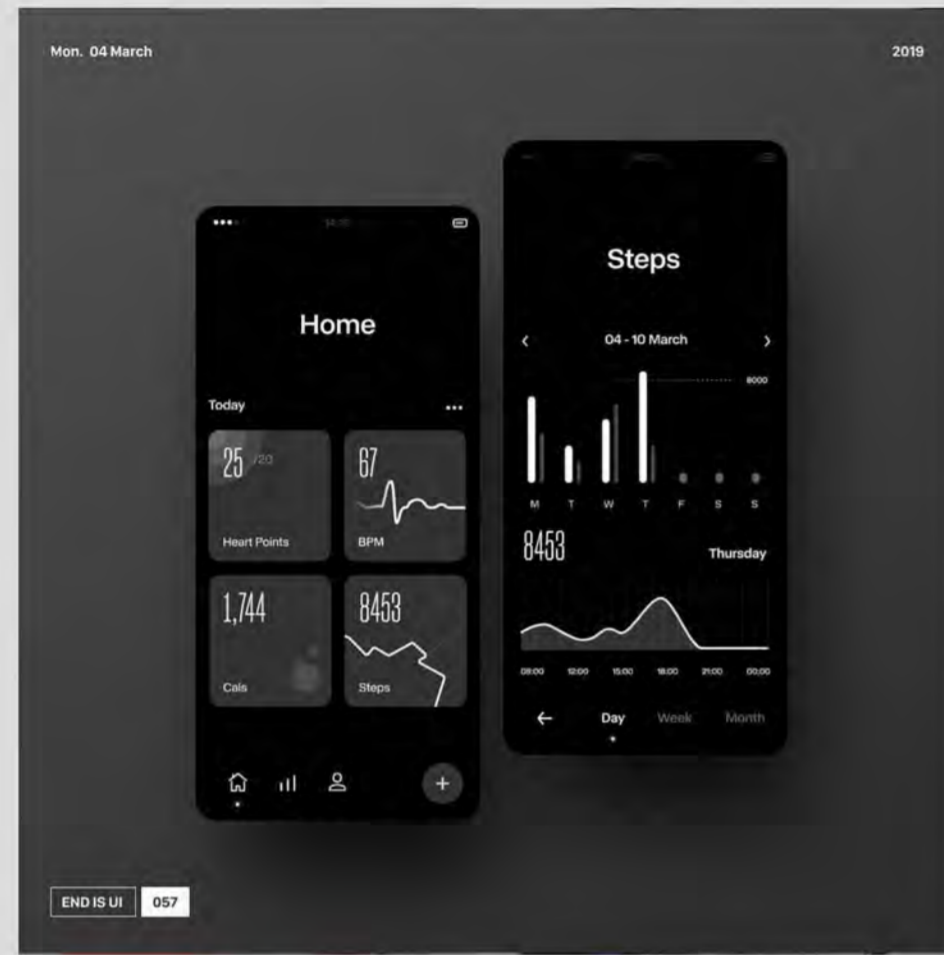 Mon. 04 March
2019
Home
Today
•••
25 /20
Heart Points
67
BPM
1,744
Cals
8453
Steps
+
Steps
< 04 - 10 March >
8000
M T W T F S S
8453
Thursday
09:00 12:00 15:00 18:00 21:00 00:00
Day Week Month
END IS UI 057